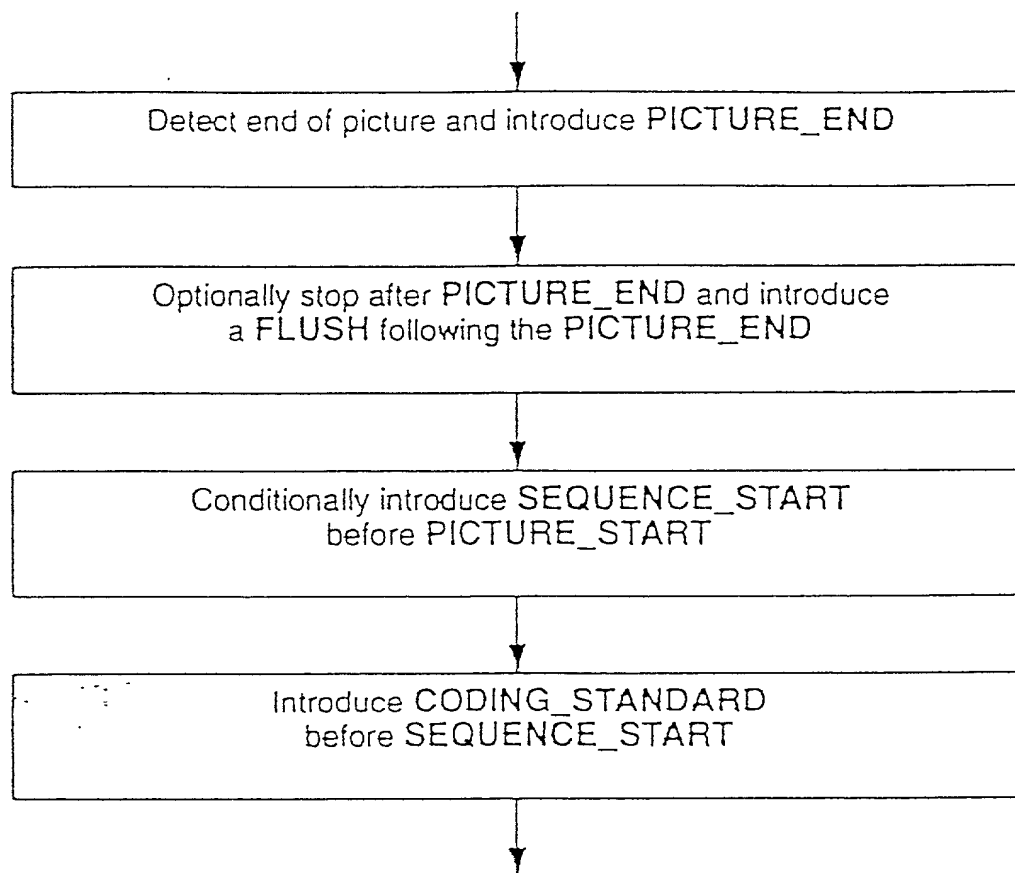 Detect end of picture and introduce PICTURE_END
Optionally stop after PICTURE_END and introduce
a FLUSH following the PICTURE_END
Conditionally introduce SEQUENCE_START
before PICTURE_START
Introduce CODING_STANDARD
before SEQUENCE_START